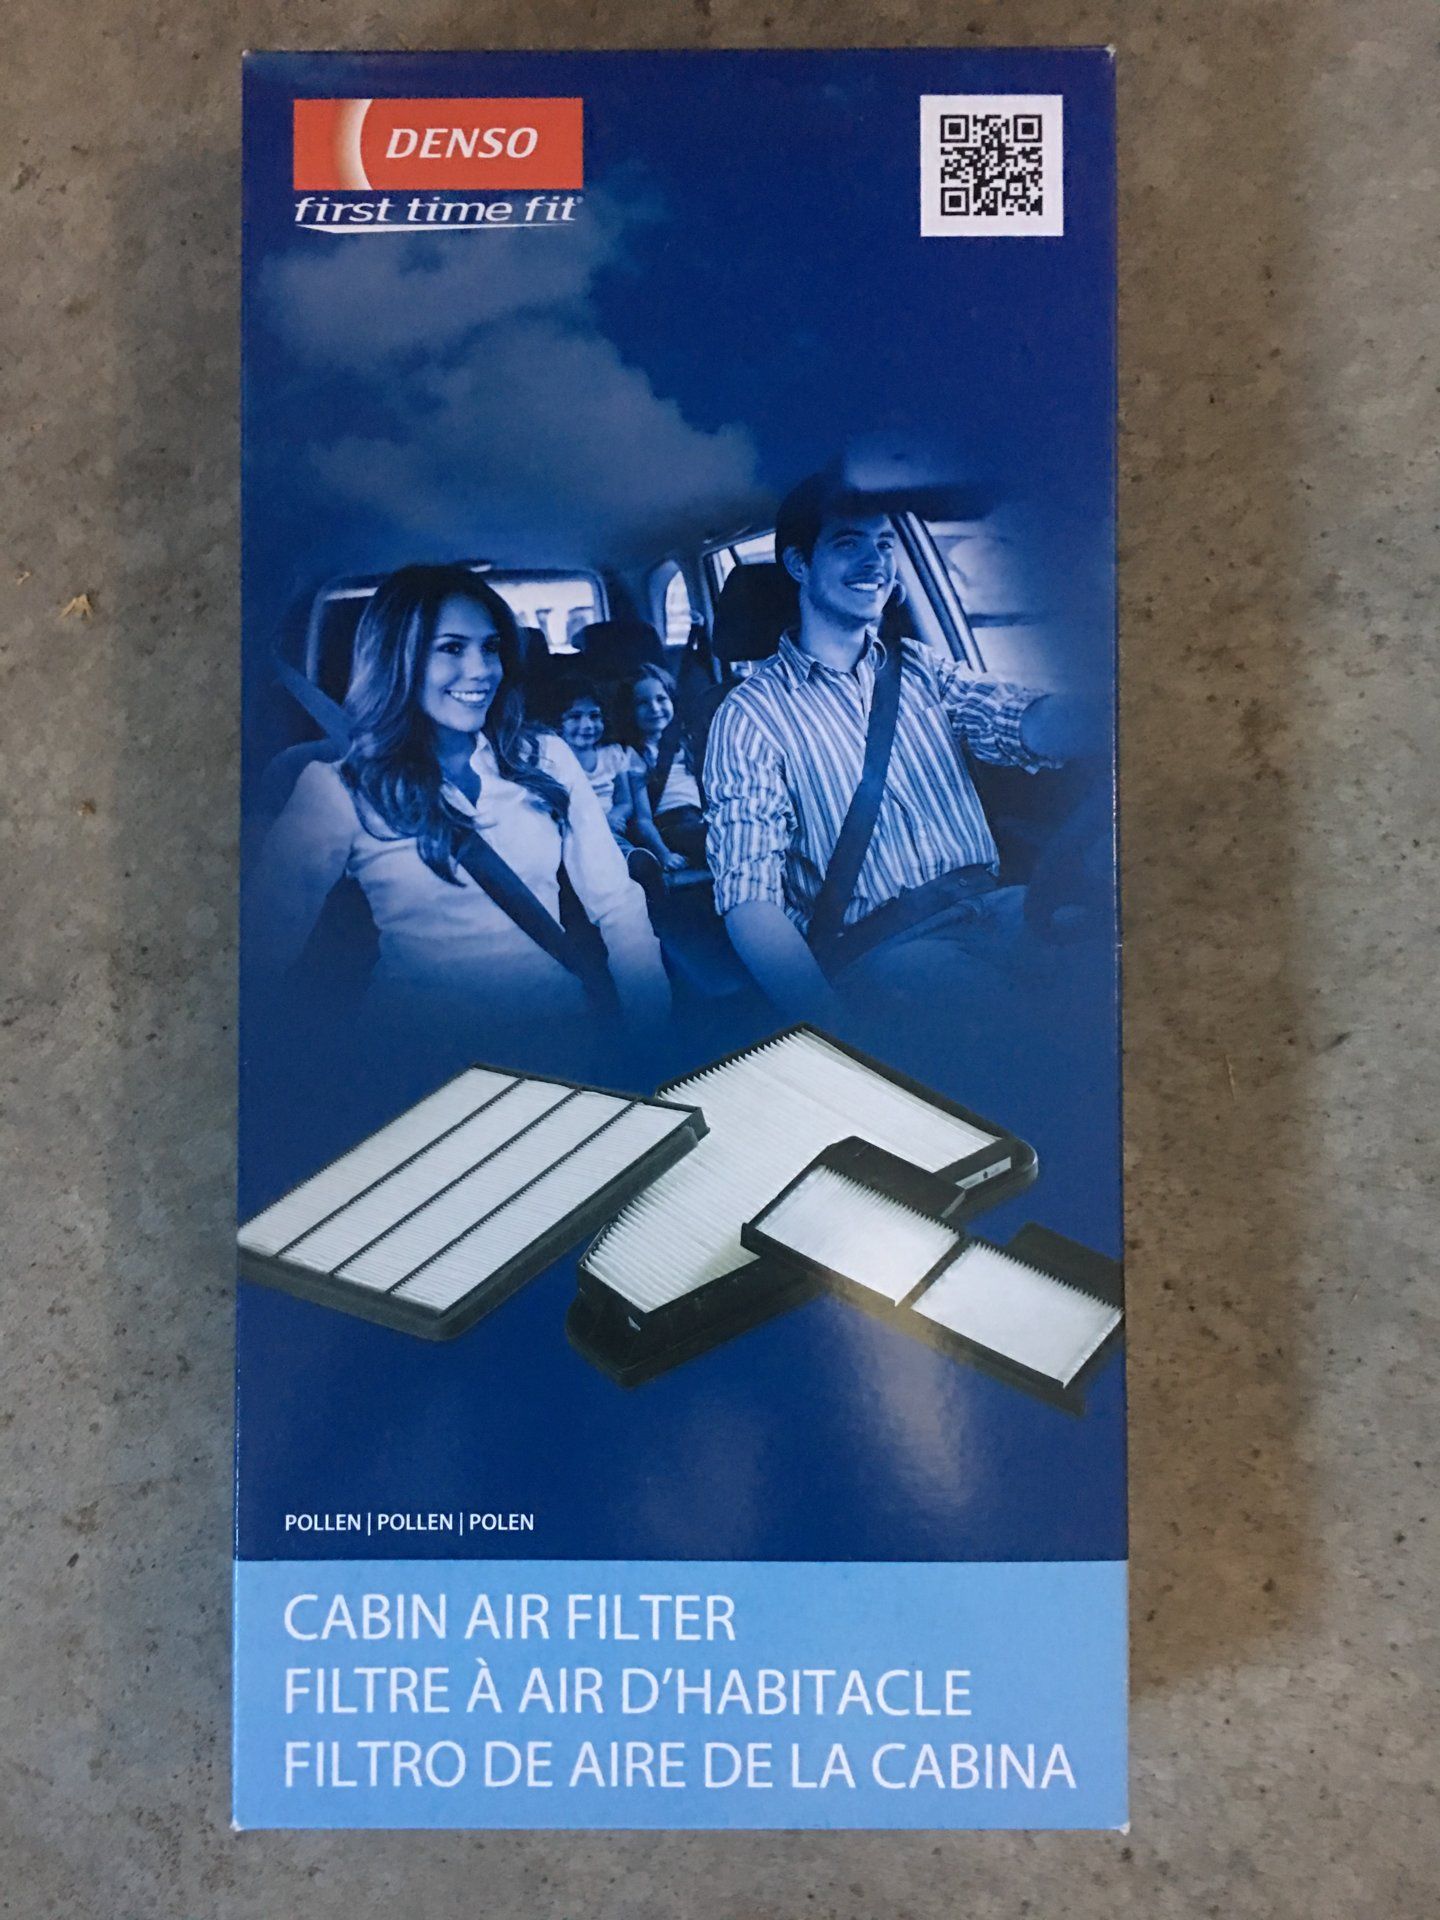 DENSO
first time fit®
POLLEN | POLLEN | POLEN
CABIN AIR FILTER
FILTRE À AIR D'HABITACLE
FILTRO DE AIRE DE LA CABINA